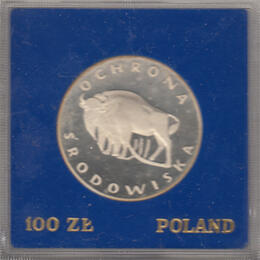 OCHRONA
ŚRODOWISKA
100 ZŁ POLAND